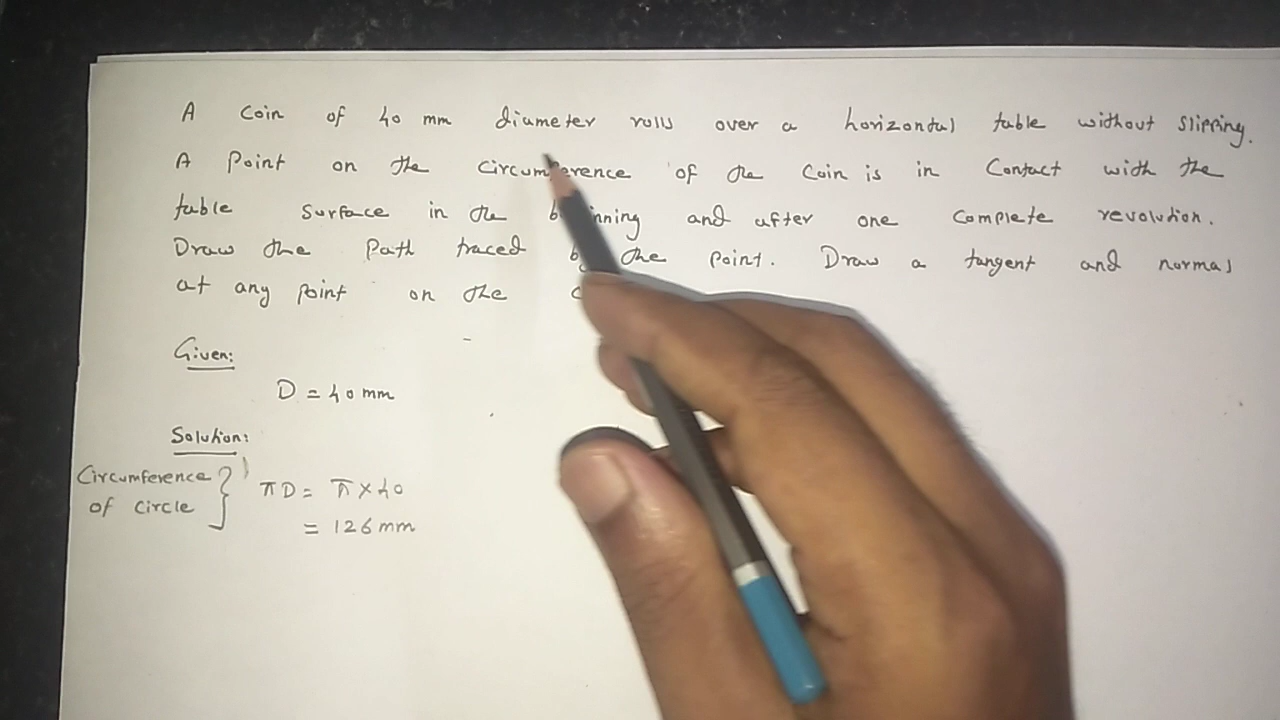 A coin of 40 mm diameter rolls over a horizontal table without slipping.
A Point on the circumference of the coin is in contact with the
table surface in the and after one complete revolution.
Draw the Path traced the point. Draw a tangent and normal
at any point on the
Given:
D = 40 mm
Solution:
Circumference of circle } πD = π × 40
= 126 mm